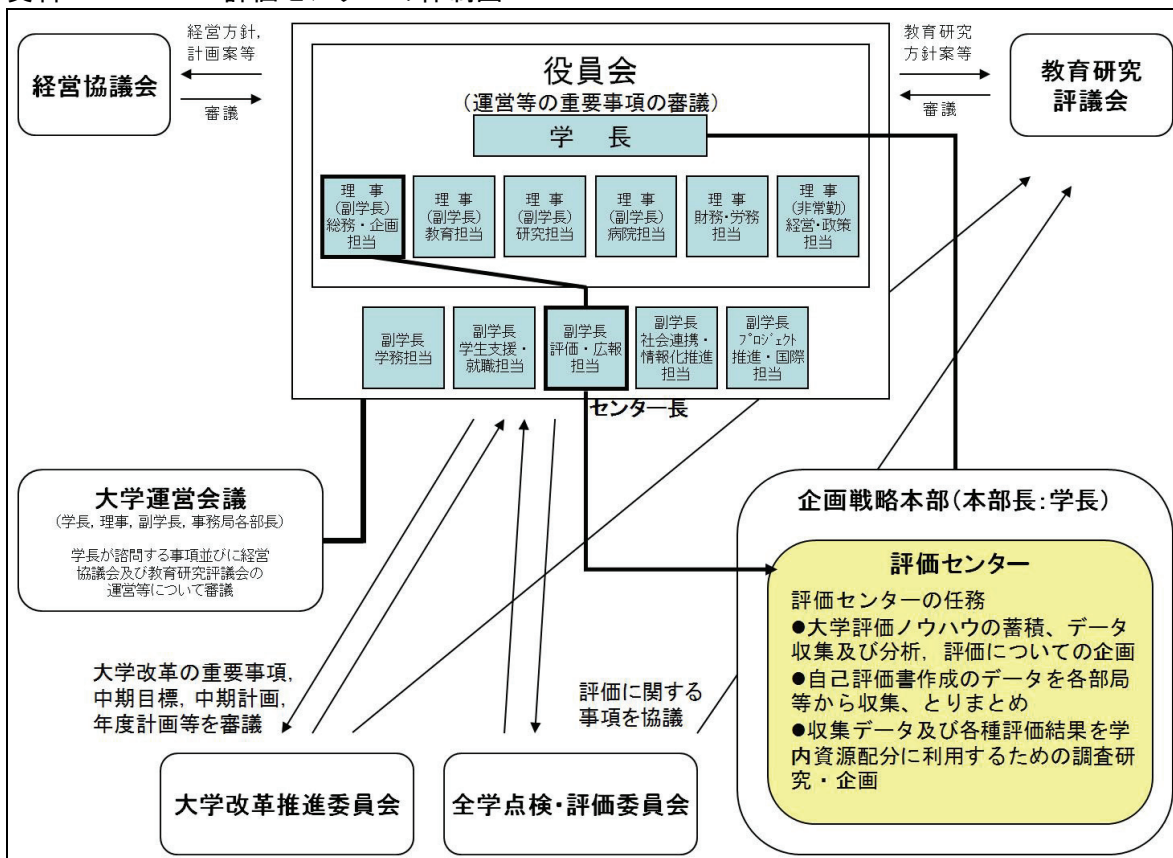 経営協議会
経営方針,
計画案等
審議
役員会
(運営等の重要事項の審議)
学　長
教育研究
方針案等
審議
教育研究
評議会
理 事
(副学長)
総務・企画
担当
理 事
(副学長)
教育担当
理 事
(副学長)
研究担当
理 事
(副学長)
病院担当
理 事
財務・労務
担当
理 事
(非常勤)
経営・政策
担当
副学長
学務担当
副学長
学生支援・
就職担当
副学長
評価・広報
担当
副学長
社会連携・
情報化推進
担当
副学長
ﾌﾟﾛｼﾞｪｸﾄ
推進・国際
担当
センター長
大学運営会議
(学長, 理事, 副学長, 事務局各部長)
学長が諮問する事項並びに経営
協議会及び教育研究評議会の
運営等について審議
企画戦略本部(本部長:学長)
評価センター
評価センターの任務
●大学評価ノウハウの蓄積、データ
収集及び分析, 評価についての企画
●自己評価書作成のデータを各部局
等から収集、とりまとめ
●収集データ及び各種評価結果を学
内資源配分に利用するための調査研
究・企画
大学改革の重要事項,
中期目標, 中期計画,
年度計画等を審議
評価に関する
事項を協議
大学改革推進委員会
全学点検・評価委員会